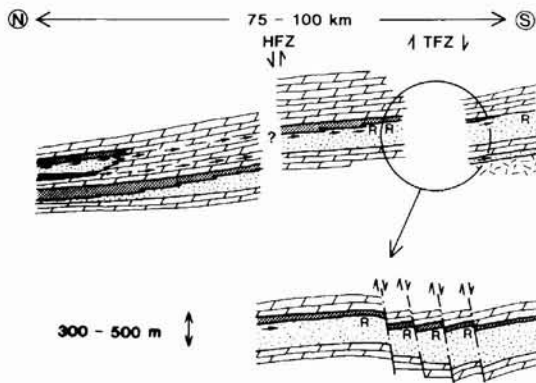 N 75 – 100 km S
HFZ TFZ
R
? R R
R
300 – 500 m R R R